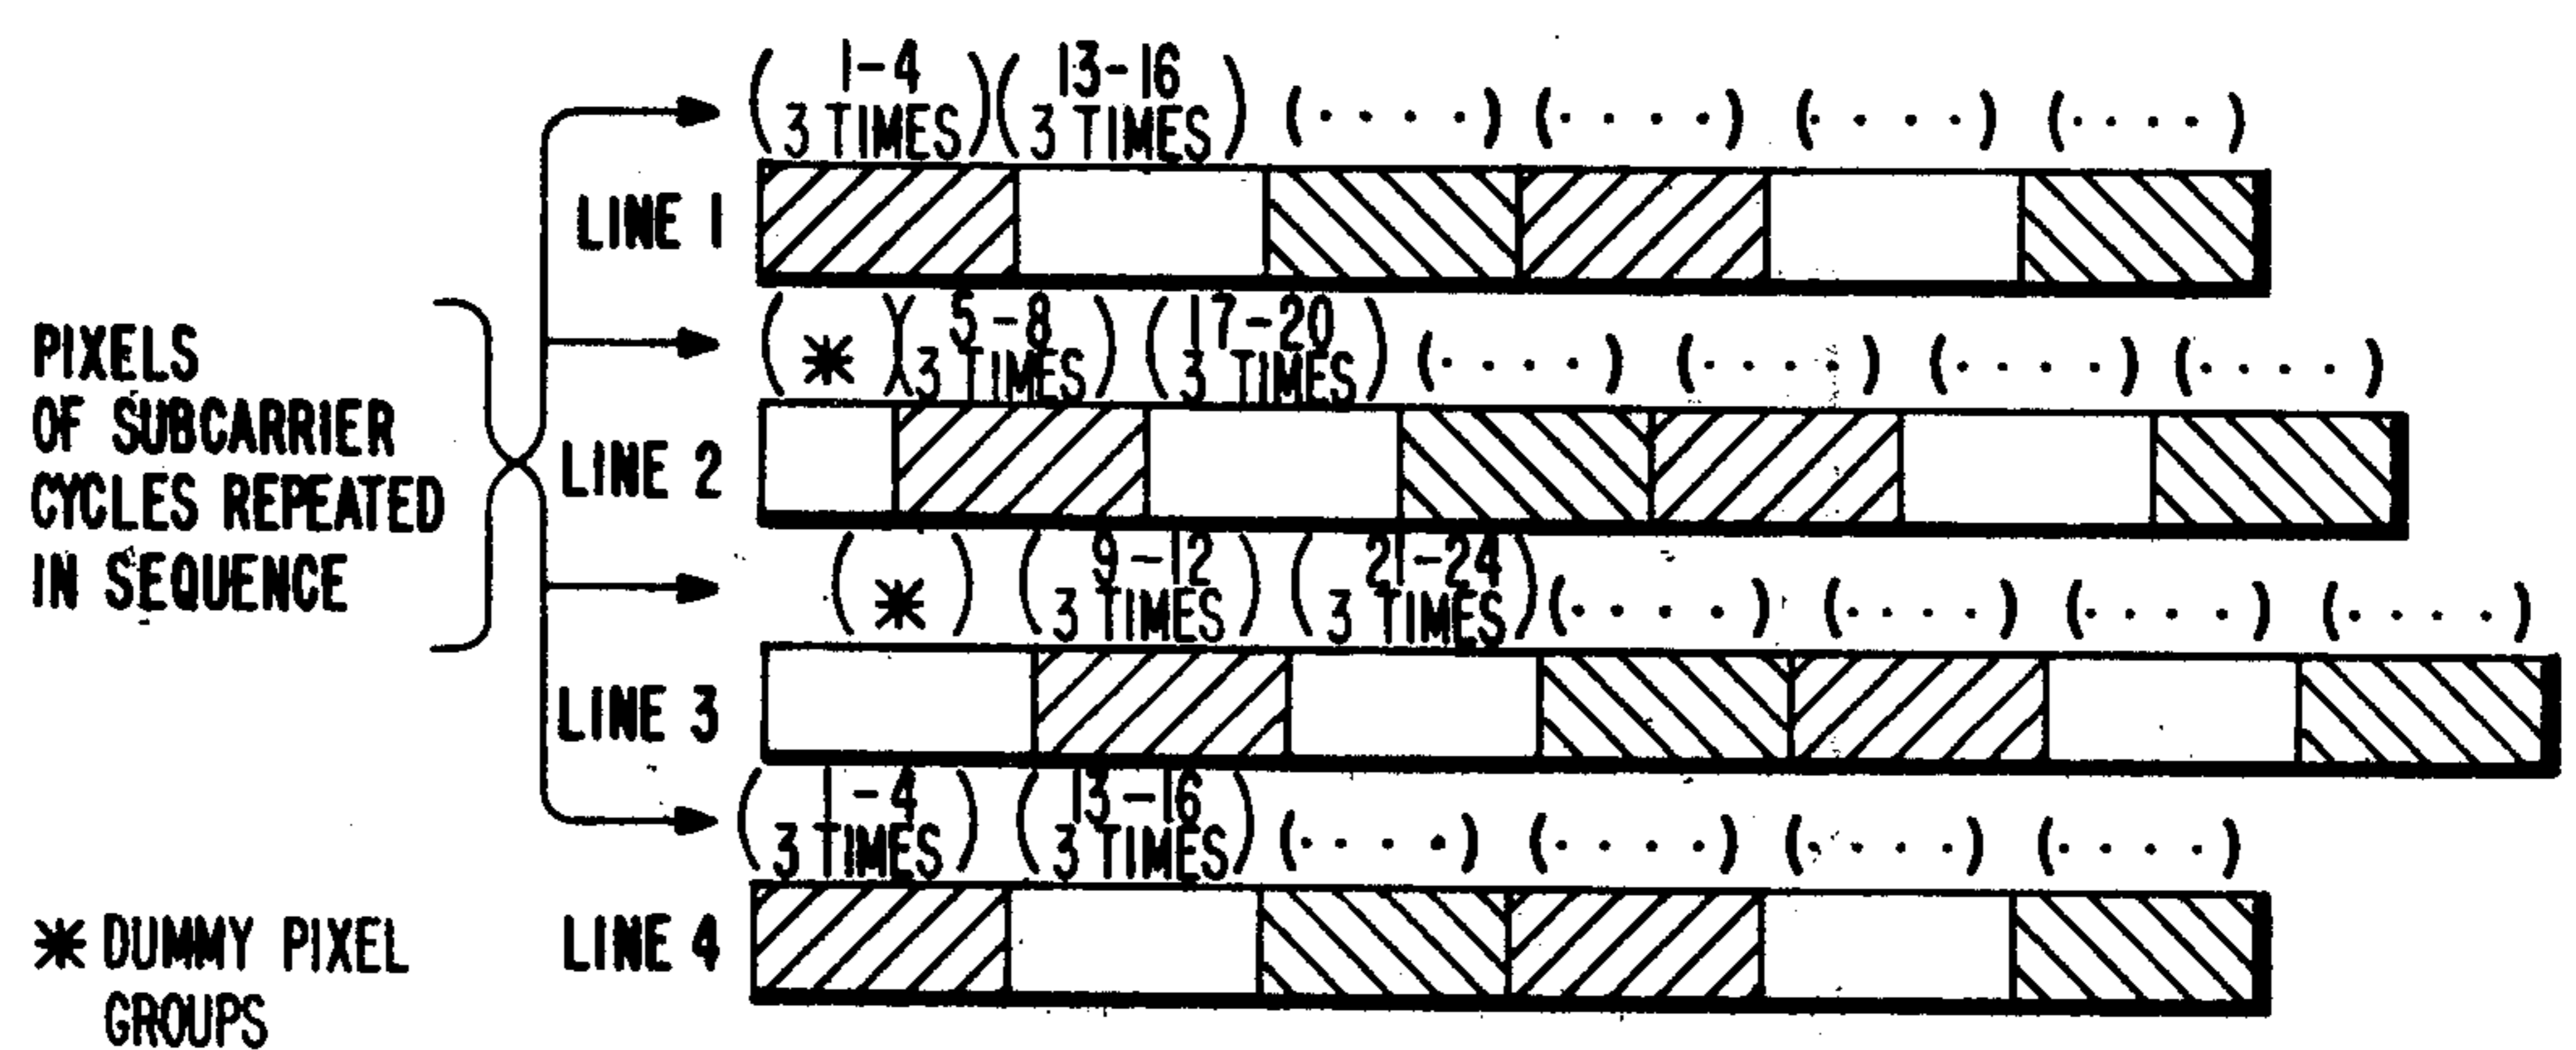 ( 1-4 ) ( 13-16 )
( 3 TIMES ) ( 3 TIMES ) (....) (....) (....) (....)
LINE 1
( * ) ( 5-8 ) ( 17-20 )
( 3 TIMES ) ( 3 TIMES ) (....) (....) (....) (....)
LINE 2
( * ) ( 9-12 ) ( 21-24 )
( 3 TIMES ) ( 3 TIMES ) (....) (....) (....) (....)
LINE 3
( 1-4 ) ( 13-16 )
( 3 TIMES ) ( 3 TIMES ) (....) (....) (....) (....)
LINE 4
PIXELS
OF SUBCARRIER
CYCLES REPEATED
IN SEQUENCE
* DUMMY PIXEL
GROUPS